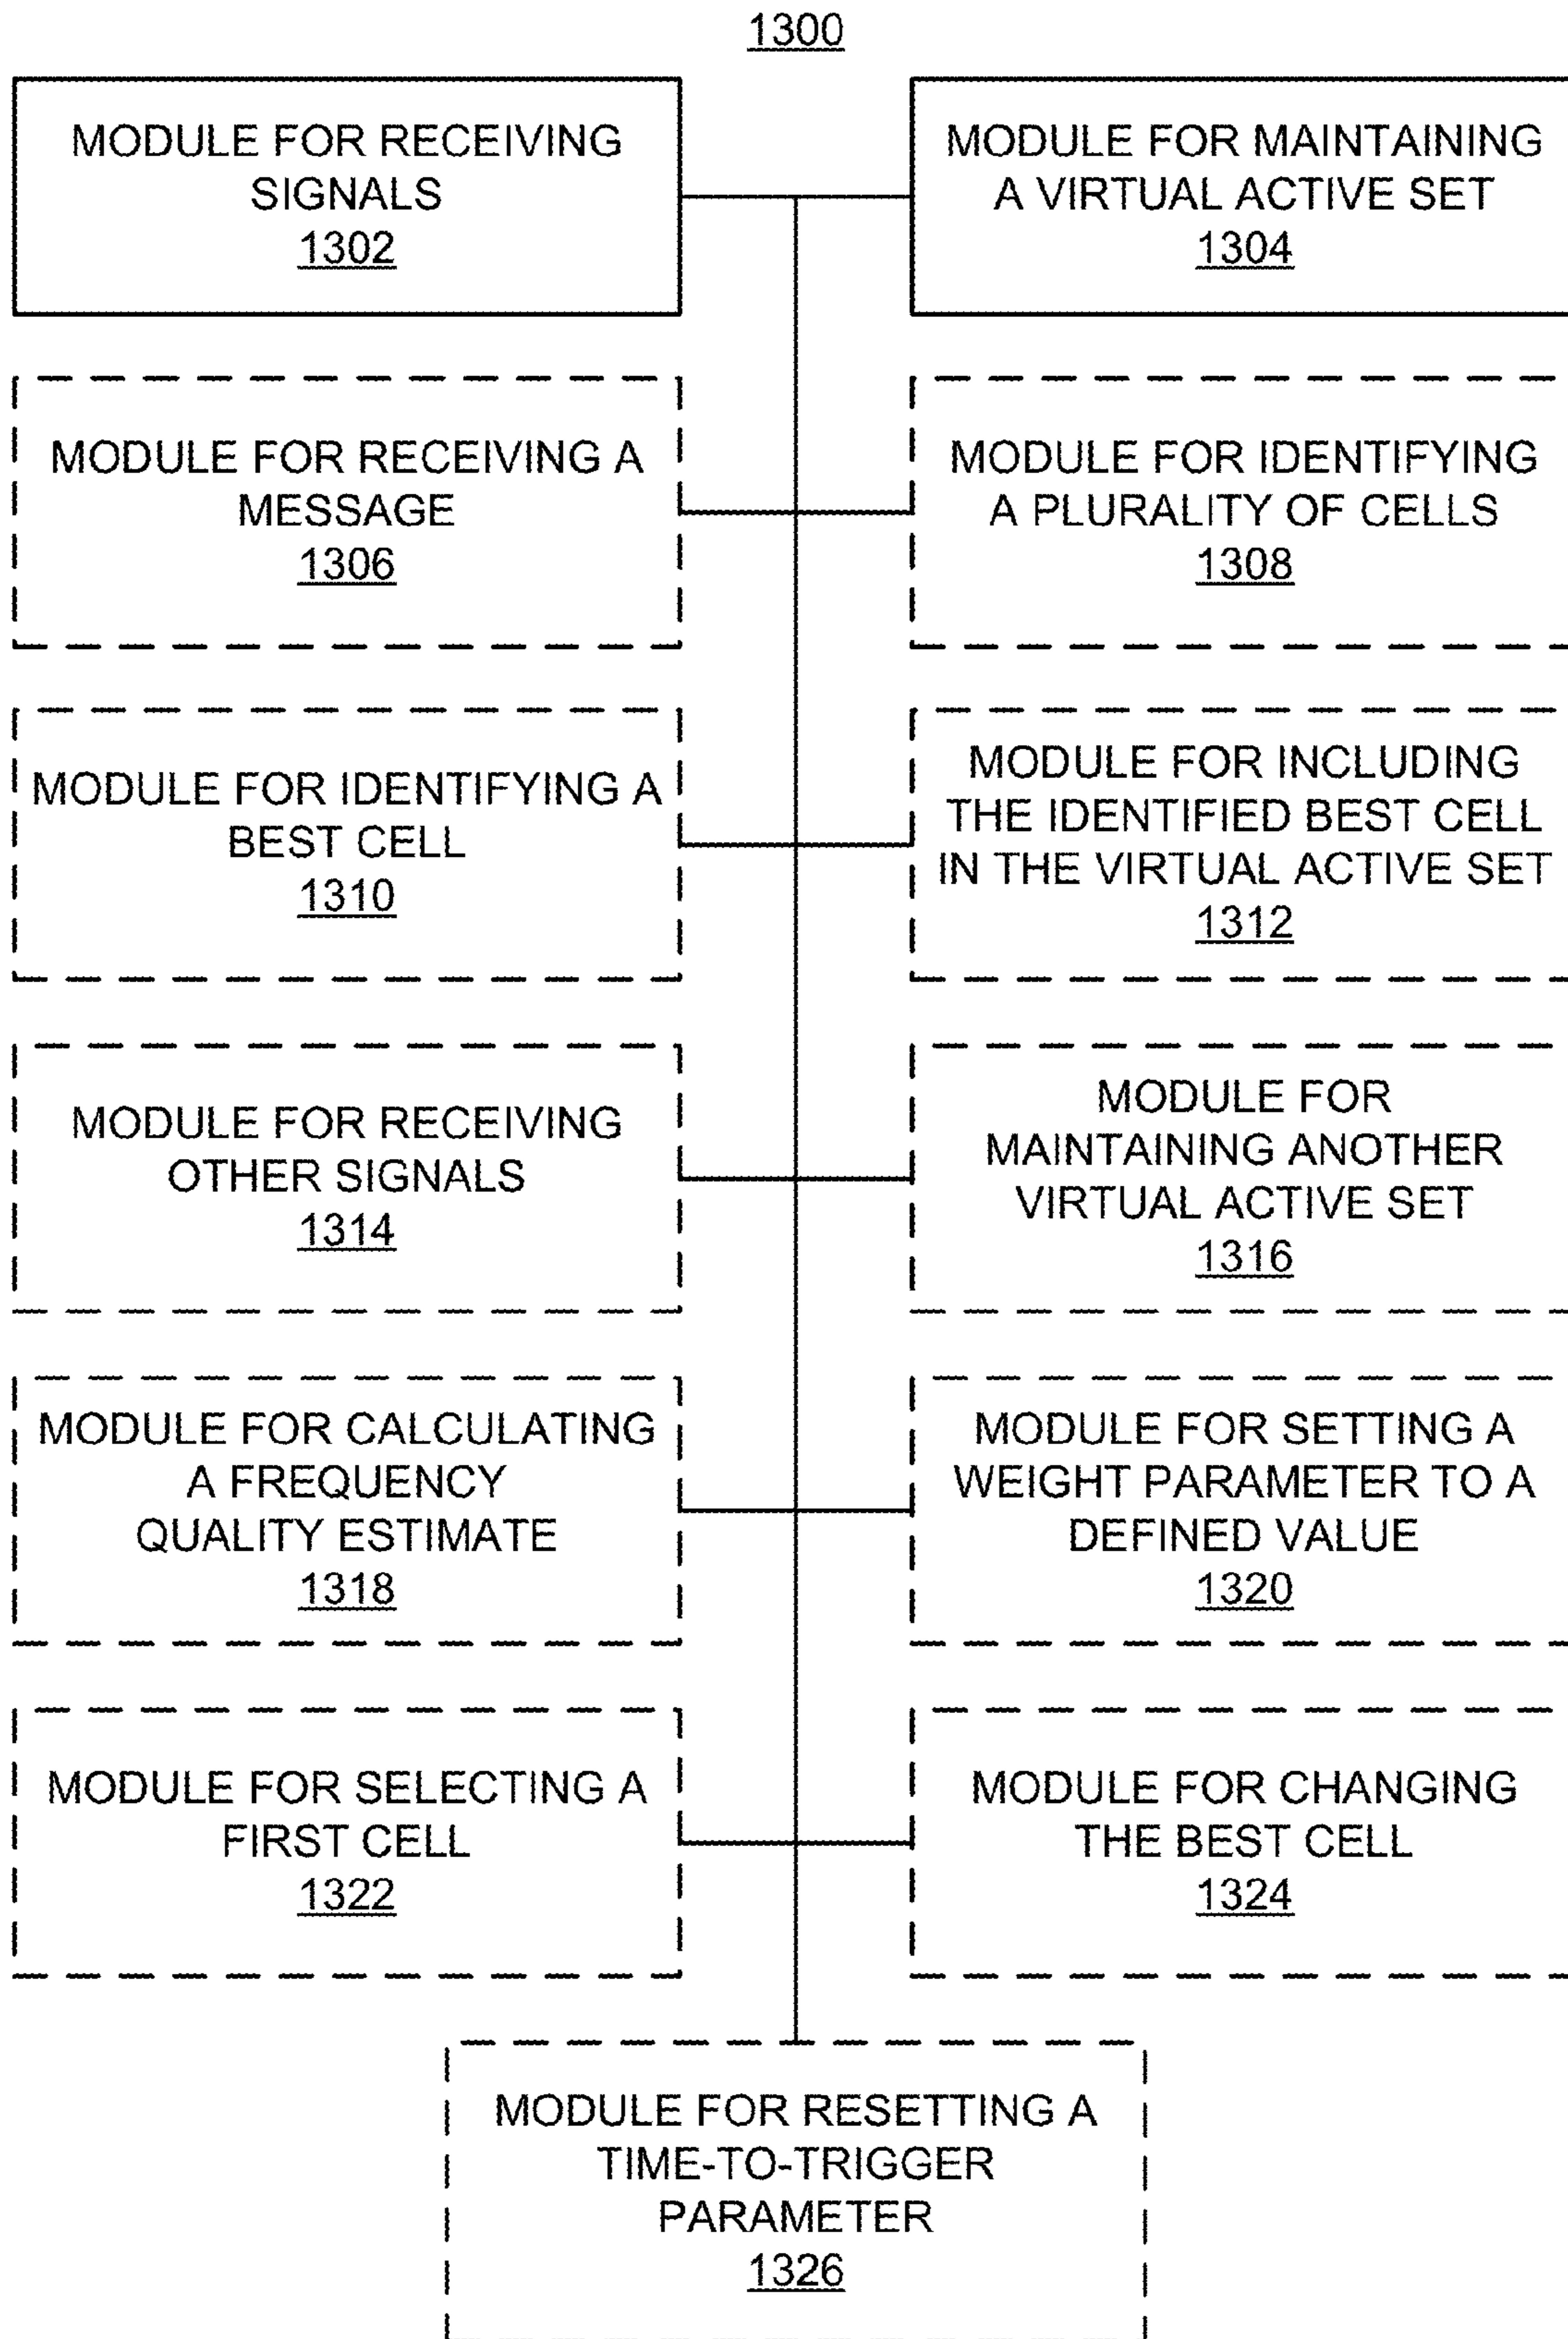 1300
MODULE FOR RECEIVING
SIGNALS
1302
MODULE FOR MAINTAINING
A VIRTUAL ACTIVE SET
1304
MODULE FOR RECEIVING A
MESSAGE
1306
MODULE FOR IDENTIFYING
A PLURALITY OF CELLS
1308
MODULE FOR IDENTIFYING A
BEST CELL
1310
MODULE FOR INCLUDING
THE IDENTIFIED BEST CELL
IN THE VIRTUAL ACTIVE SET
1312
MODULE FOR RECEIVING
OTHER SIGNALS
1314
MODULE FOR
MAINTAINING ANOTHER
VIRTUAL ACTIVE SET
1316
MODULE FOR CALCULATING
A FREQUENCY
QUALITY ESTIMATE
1318
MODULE FOR SETTING A
WEIGHT PARAMETER TO A
DEFINED VALUE
1320
MODULE FOR SELECTING A
FIRST CELL
1322
MODULE FOR CHANGING
THE BEST CELL
1324
MODULE FOR RESETTING A
TIME-TO-TRIGGER
PARAMETER
1326